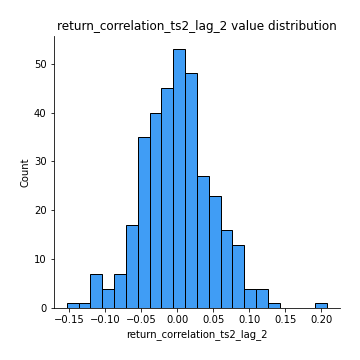 return_correlation_ts2_lag_2 value distribution
50
40
30
20
10
0
Count
−0.15 −0.10 −0.05 0.00 0.05 0.10 0.15 0.20
return_correlation_ts2_lag_2